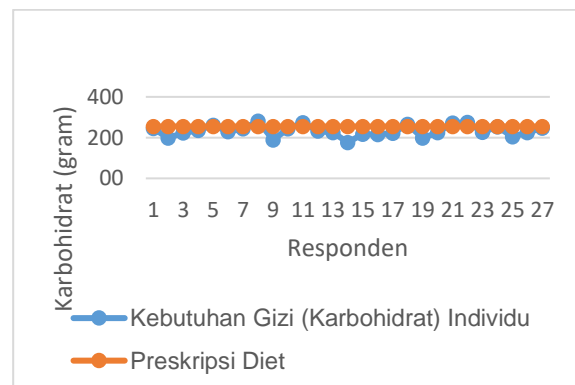 Karbohidrat (gram)
400
200
00
1 3 5 7 9 11 13 15 17 19 21 23 25 27
Responden
Kebutuhan Gizi (Karbohidrat) Individu
Preskripsi Diet